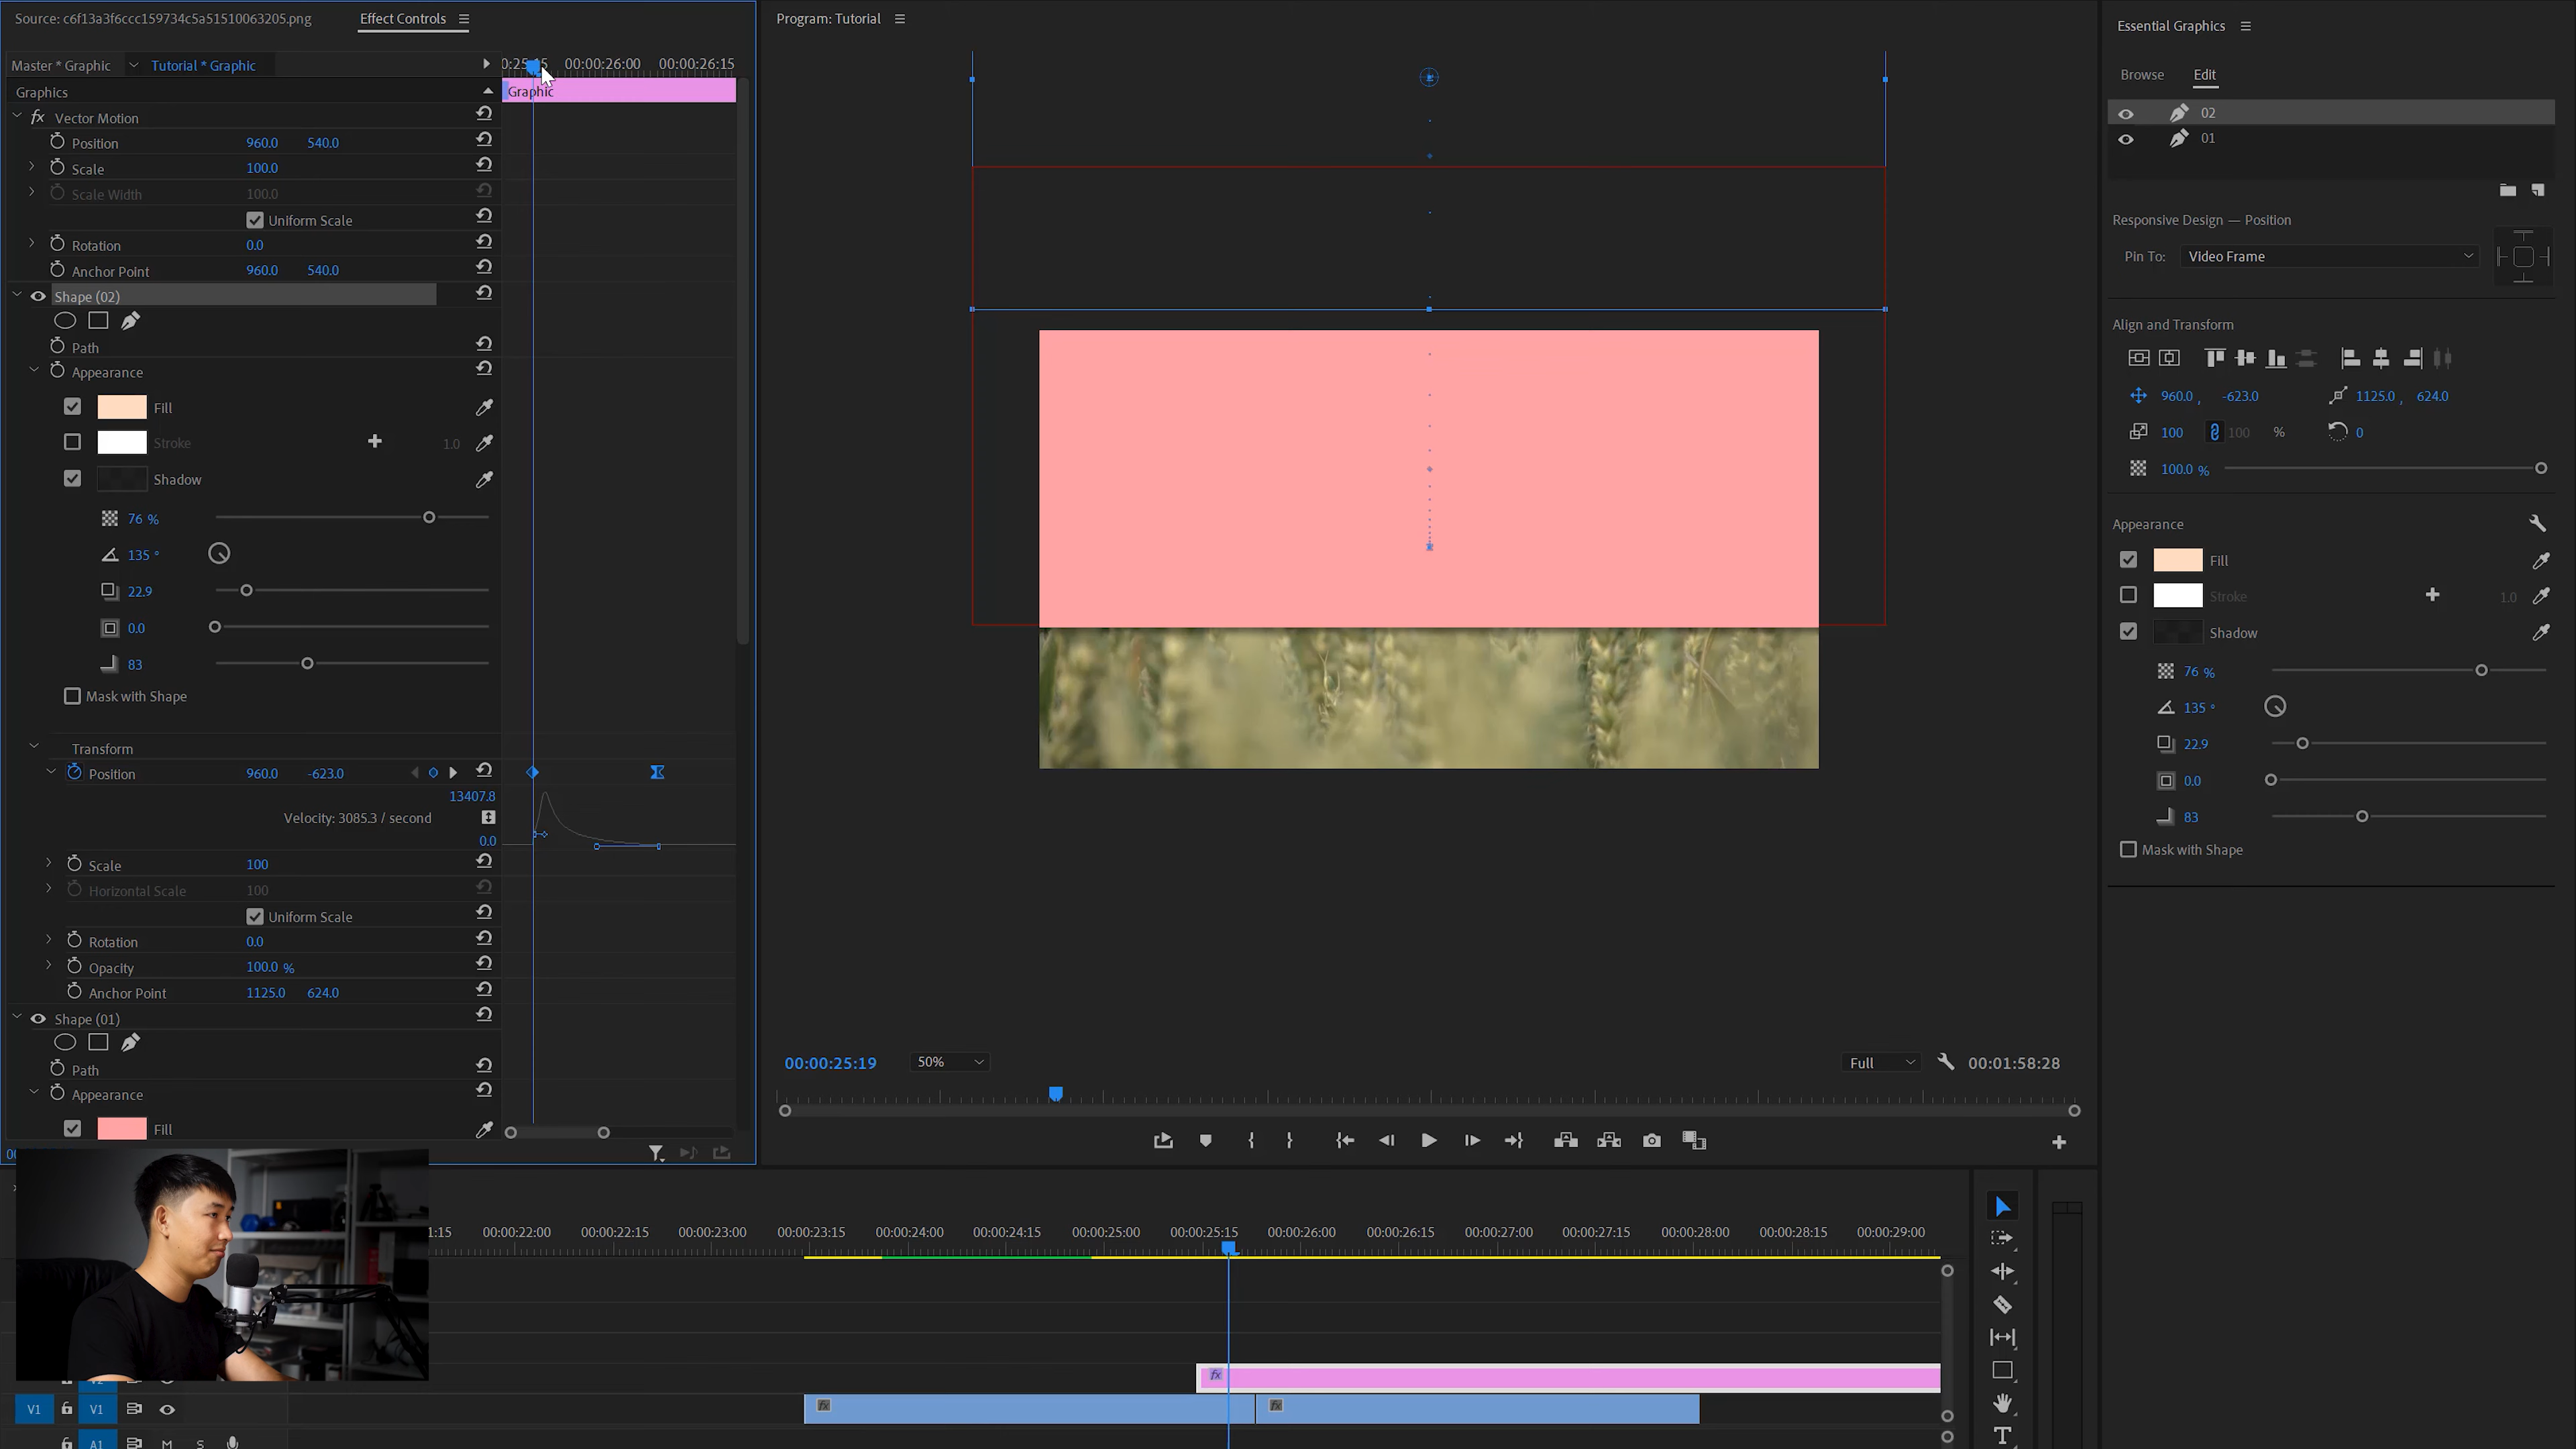 Source: c6f13a3f6ccc159734c5a51510063205.png
Effect Controls
Master * Graphic
Tutorial * Graphic
00:00:26:00
00:00:26:15
Graphics
Graphic
fx Vector Motion
Position 960.0 540.0
Scale 100.0
Scale Width 100.0
Uniform Scale
Rotation 0.0
Anchor Point 960.0 540.0
Shape (02)
Path
Appearance
Fill
Stroke 1.0
Shadow
76 %
135 °
22.9
0.0
83
Mask with Shape
Transform
Position 960.0 -623.0
13407.8
Velocity: 3085.3 / second
0.0
Scale 100
Horizontal Scale 100
Uniform Scale
Rotation 0.0
Opacity 100.0 %
Anchor Point 1125.0 624.0
Shape (01)
Path
Appearance
Fill
Program: Tutorial
00:00:25:19
50%
Full
00:01:58:28
Essential Graphics
Browse
Edit
02
01
Responsive Design — Position
Pin To: Video Frame
Align and Transform
960.0 , -623.0 1125.0 , 624.0
100 100 % 0
100.0 %
Appearance
Fill
Stroke 1.0
Shadow
76 %
135 °
22.9
0.0
83
Mask with Shape
1:15 00:00:22:00 00:00:22:15 00:00:23:00 00:00:23:15 00:00:24:00 00:00:24:15 00:00:25:00 00:00:25:15 00:00:26:00 00:00:26:15 00:00:27:00 00:00:27:15 00:00:28:00 00:00:28:15 00:00:29:00
fx
V1 V1 fx fx
A1 M S